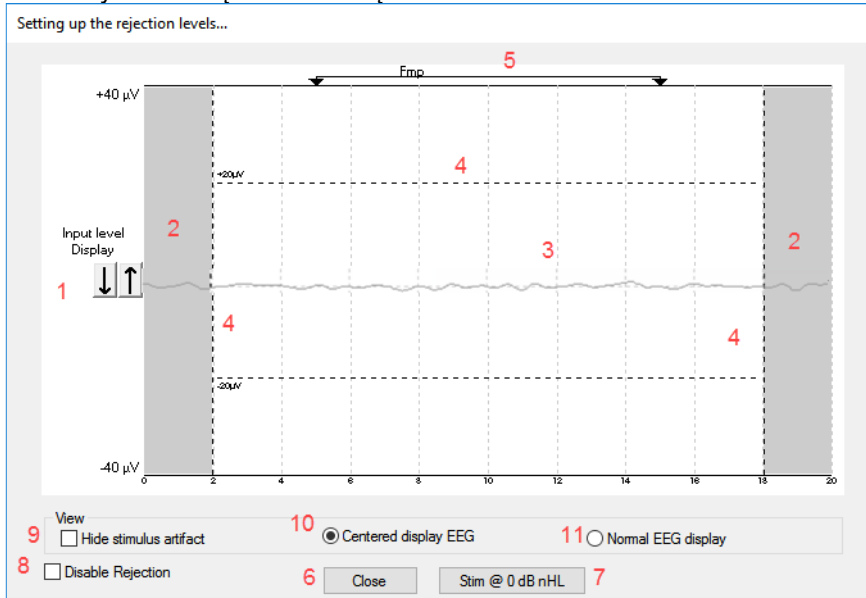 Setting up the rejection levels...
5
Fmp
+40 µV
4
+20µV
2
3
2
Input level
Display
1
4
4
-20µV
-40 µV
0 2 4 6 8 10 12 14 16 18 20
View
9 Hide stimulus artifact 10 Centered display EEG 11 Normal EEG display
8 Disable Rejection 6 Close Stim @ 0 dB nHL 7